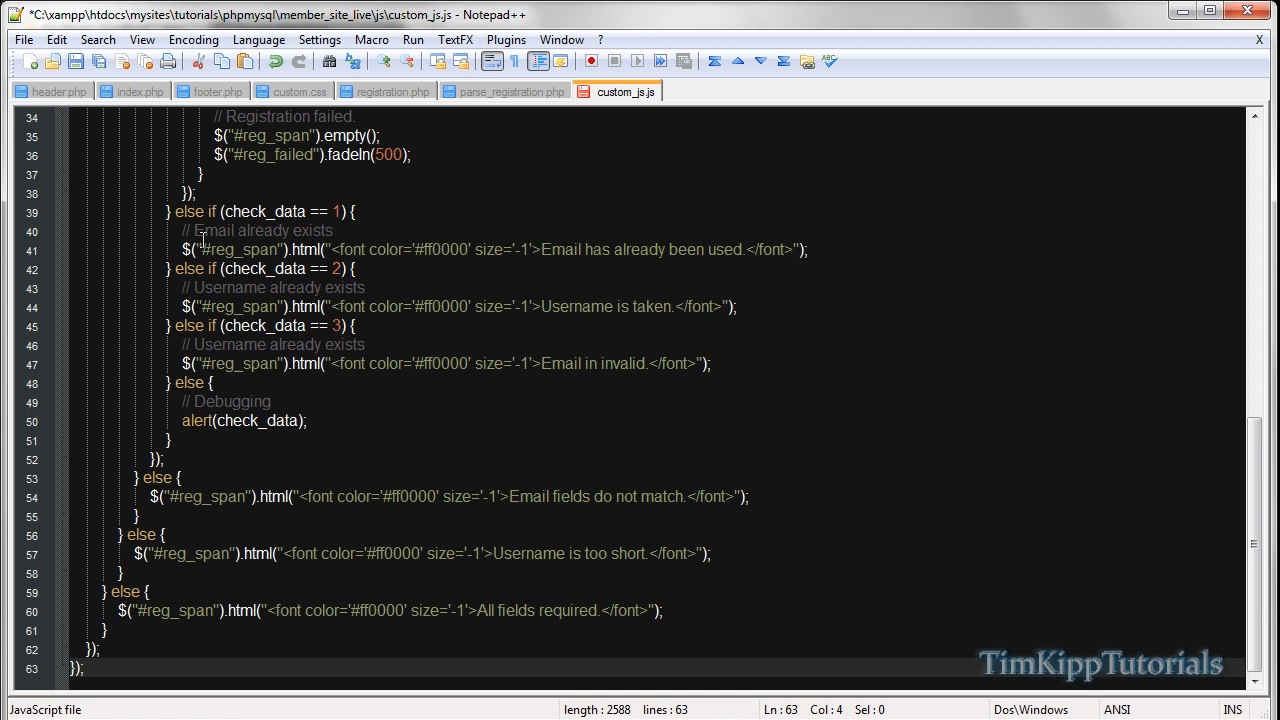 *C:\xampp\htdocs\mysites\tutorials\phpmysql\member_site_live\js\custom_js.js - Notepad++
File Edit Search View Encoding Language Settings Macro Run TextFX Plugins Window ? X
header.php index.php footer.php custom.css registration.php parse_registration.php custom_js.js
34 // Registration failed.
35 $("#reg_span").empty();
36 $("#reg_failed").fadeIn(500);
37 }
38 });
39 } else if (check_data == 1) {
40 // Email already exists
41 $("#reg_span").html("<font color='#ff0000' size='-1'>Email has already been used.</font>");
42 } else if (check_data == 2) {
43 // Username already exists
44 $("#reg_span").html("<font color='#ff0000' size='-1'>Username is taken.</font>");
45 } else if (check_data == 3) {
46 // Username already exists
47 $("#reg_span").html("<font color='#ff0000' size='-1'>Email in invalid.</font>");
48 } else {
49 // Debugging
50 alert(check_data);
51 }
52 });
53 } else {
54 $("#reg_span").html("<font color='#ff0000' size='-1'>Email fields do not match.</font>");
55 }
56 } else {
57 $("#reg_span").html("<font color='#ff0000' size='-1'>Username is too short.</font>");
58 }
59 } else {
60 $("#reg_span").html("<font color='#ff0000' size='-1'>All fields required.</font>");
61 }
62 });
63 });
TimKippTutorials
JavaScript file length : 2588 lines : 63 Ln : 63 Col : 4 Sel : 0 Dos\Windows ANSI INS